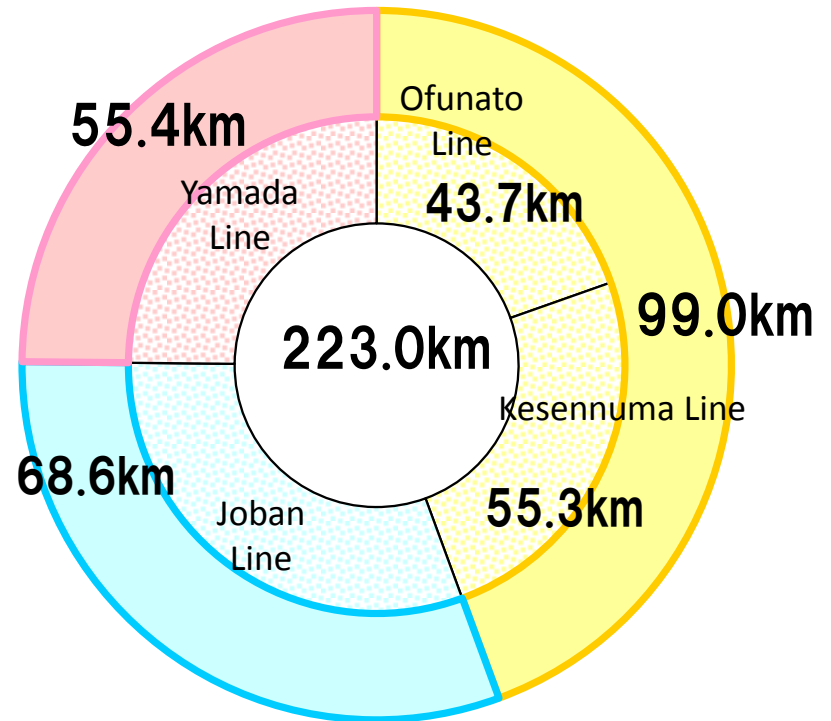 55.4km
Yamada
Line
Ofunato
Line
43.7km
223.0km
99.0km
Kesennuma Line
55.3km
68.6km
Joban
Line